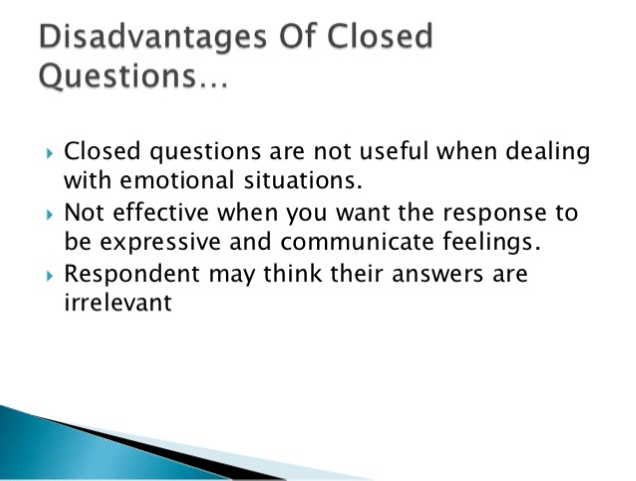 Disadvantages Of Closed
Questions...
Closed questions are not useful when dealing
with emotional situations.
Not effective when you want the response to
be expressive and communicate feelings.
Respondent may think their answers are
irrelevant